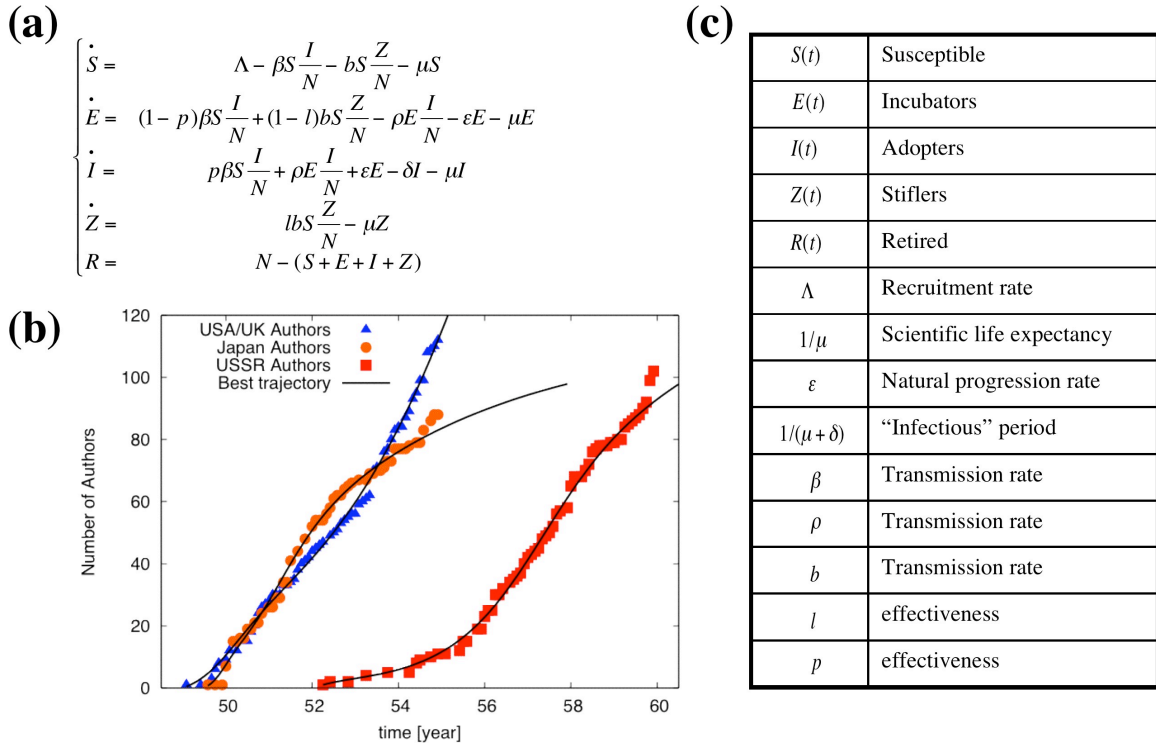 (a)
Ṡ = Λ − βS I/N − bS Z/N − μS
Ė = (1− p)βS I/N + (1− l)bS Z/N − ρE I/N − εE − μE
İ = pβS I/N + ρE I/N + εE − δI − μI
Ż = lbS Z/N − μZ
R = N − (S + E + I + Z)
(b)
120
100
80
60
40
20
0
Number of Authors
USA/UK Authors
Japan Authors
USSR Authors
Best trajectory
50 52 54 56 58 60
time [year]
(c)
S(t) Susceptible
E(t) Incubators
I(t) Adopters
Z(t) Stiflers
R(t) Retired
Λ Recruitment rate
1/μ Scientific life expectancy
ε Natural progression rate
1/(μ + δ) “Infectious” period
β Transmission rate
ρ Transmission rate
b Transmission rate
l effectiveness
p effectiveness